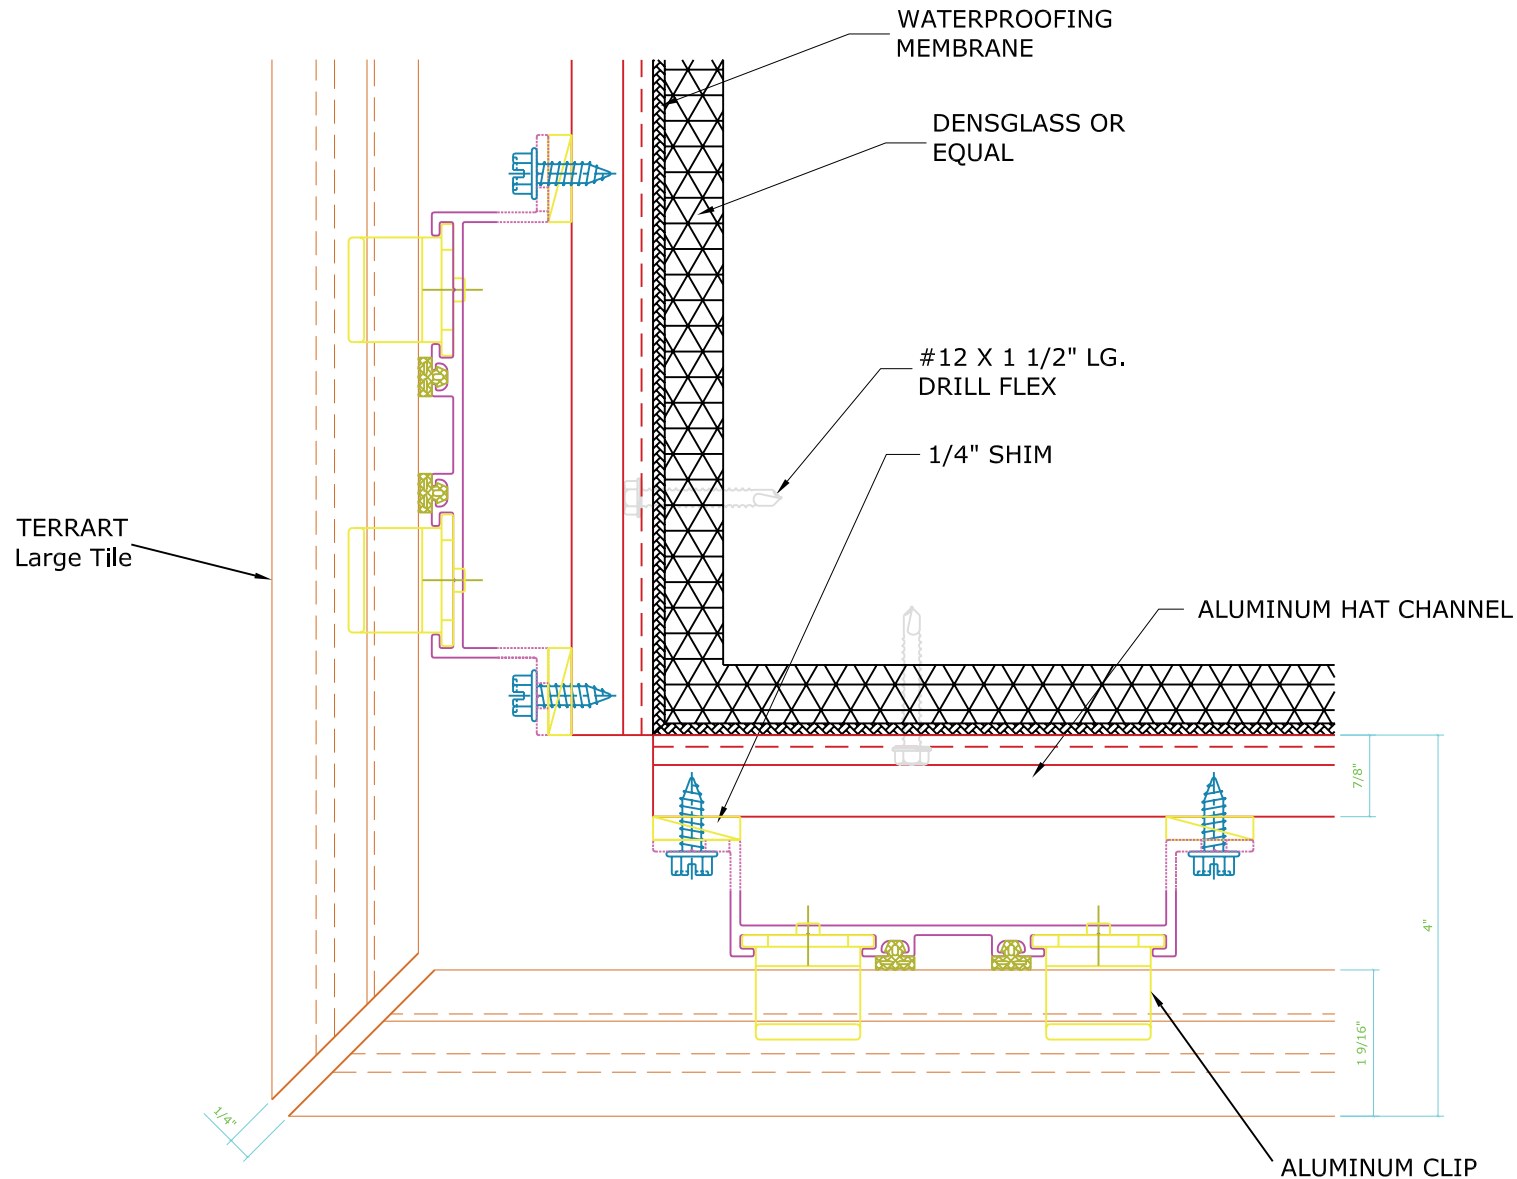 WATERPROOFING
MEMBRANE
DENSGLASS OR
EQUAL
#12 X 1 1/2" LG.
DRILL FLEX
1/4" SHIM
TERRART
Large Tile
ALUMINUM HAT CHANNEL
7/8"
4"
1 9/16"
1/4"
ALUMINUM CLIP